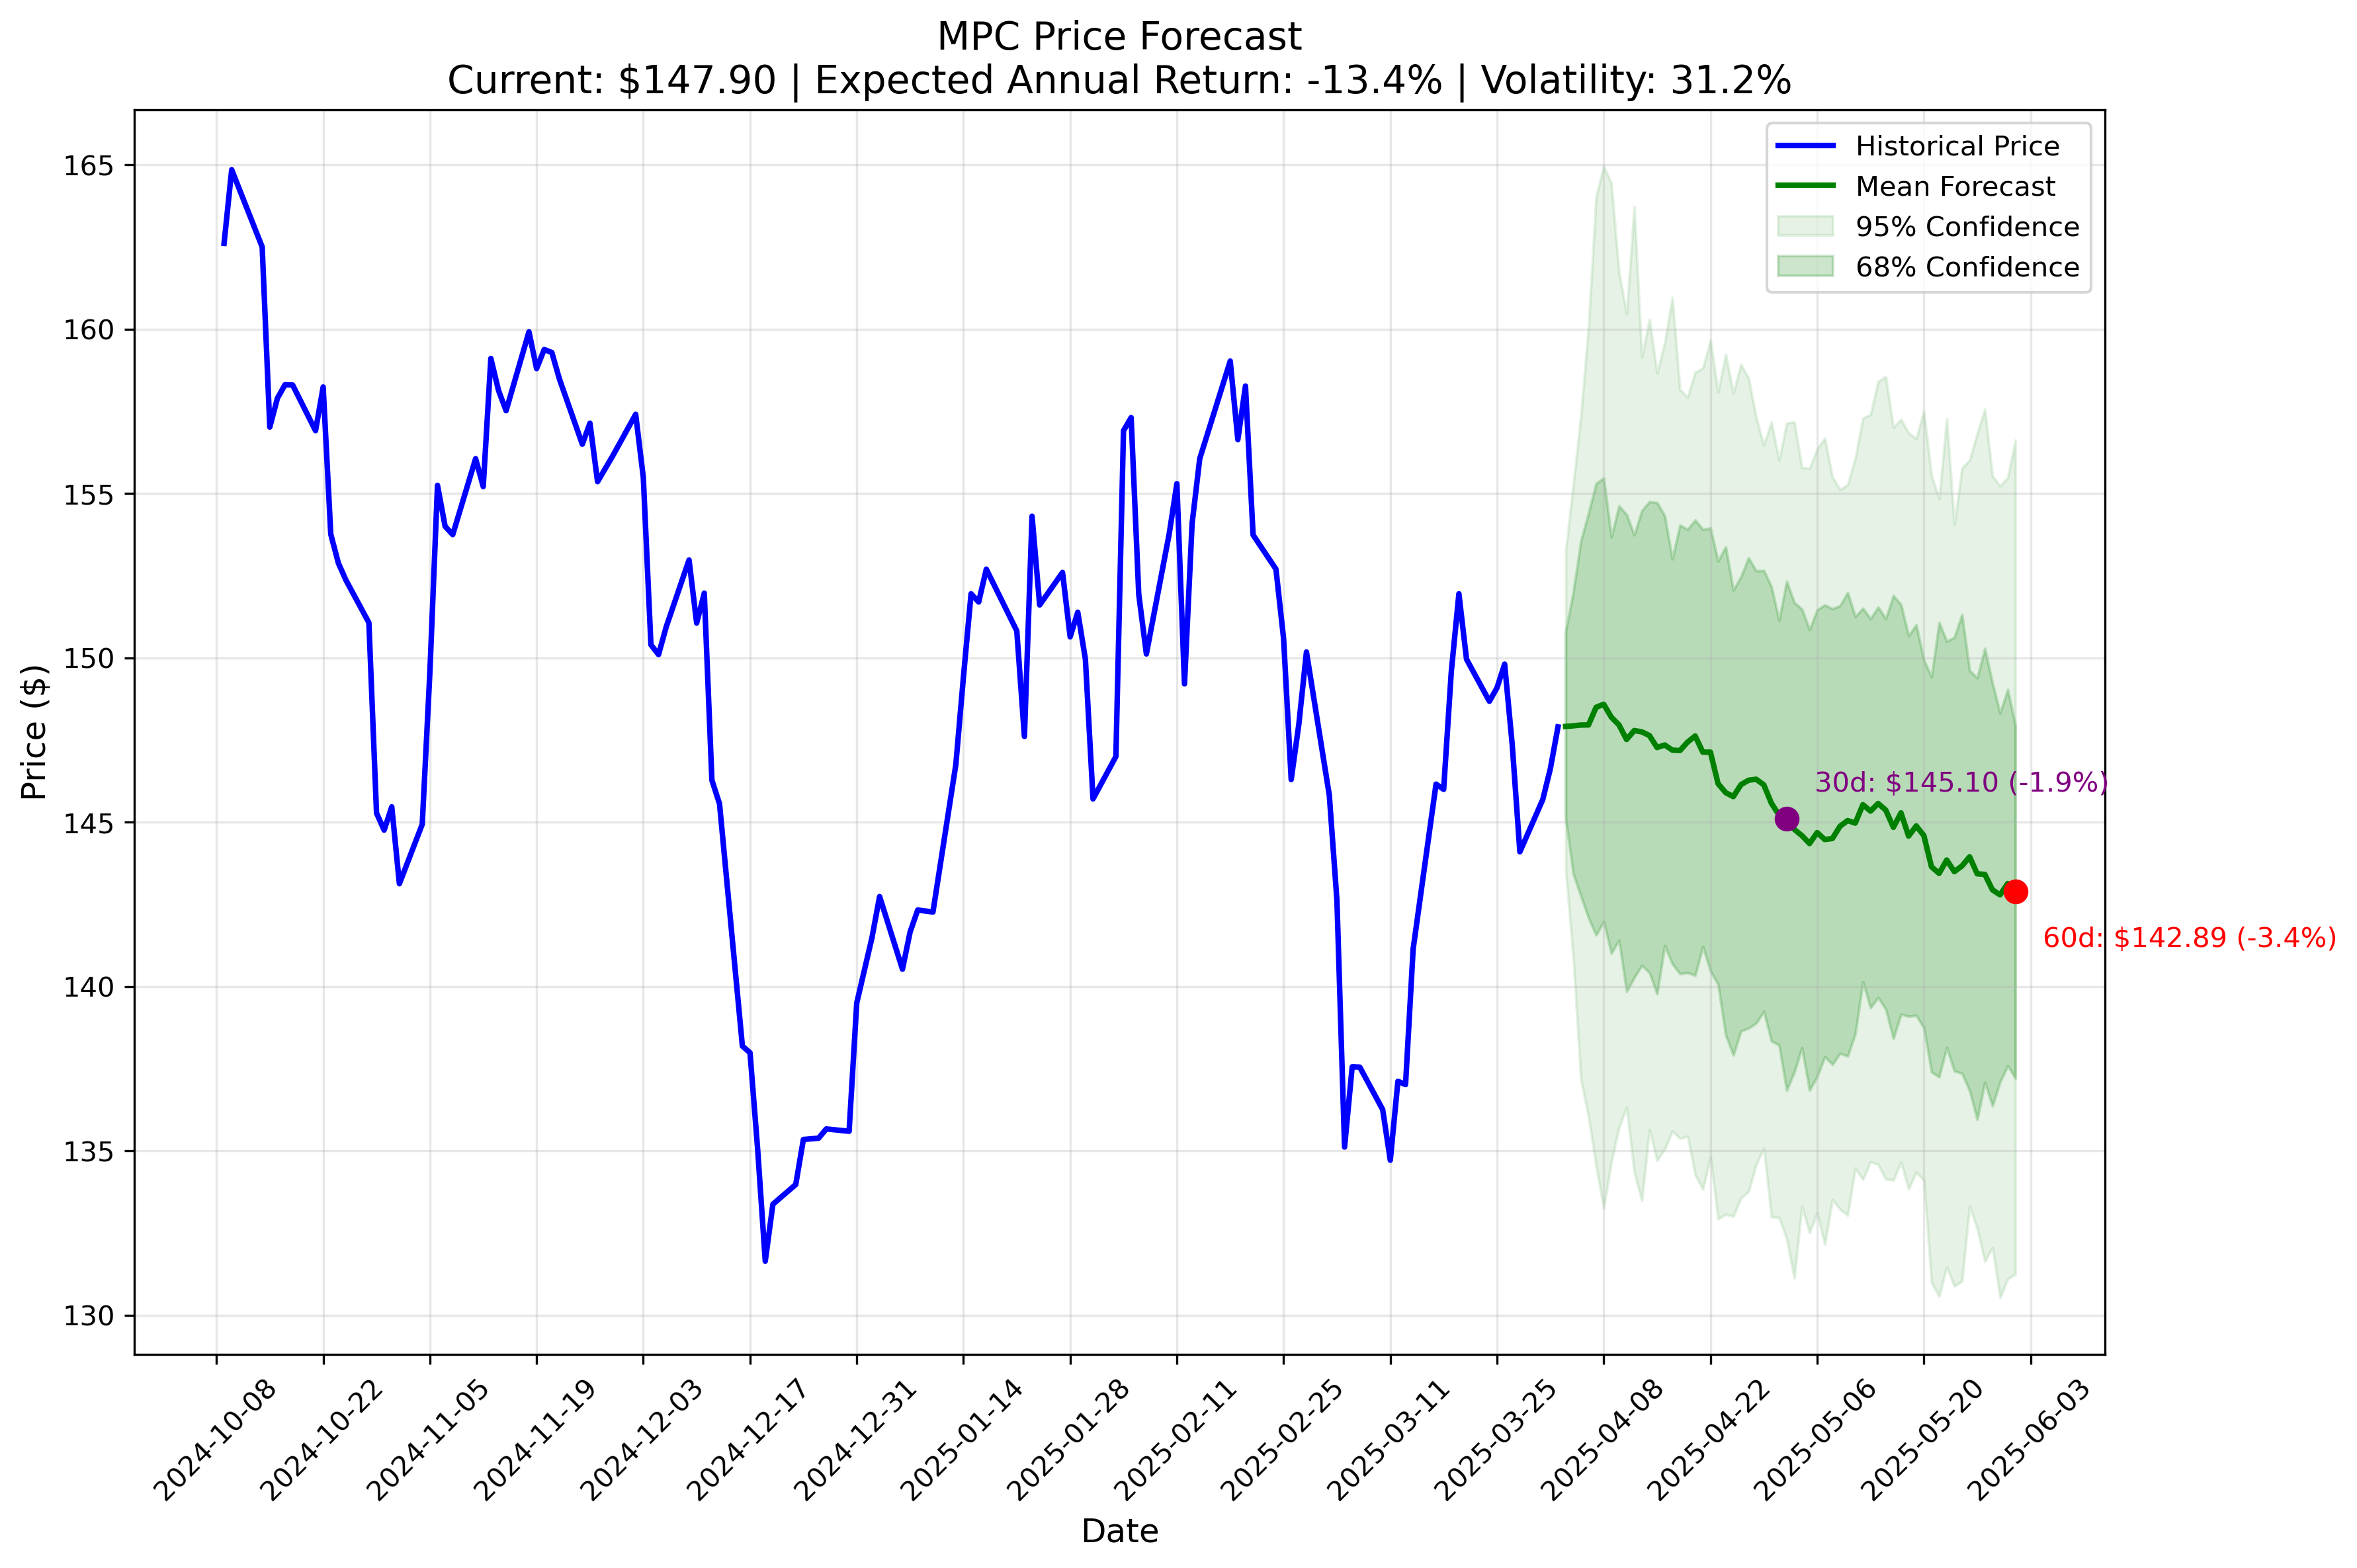 MPC Price Forecast
Current: $147.90 | Expected Annual Return: -13.4% | Volatility: 31.2%
Historical Price
Mean Forecast
95% Confidence
68% Confidence
Price ($)
165
160
155
150
145
140
135
130
30d: $145.10 (-1.9%)
60d: $142.89 (-3.4%)
2024-10-08
2024-10-22
2024-11-05
2024-11-19
2024-12-03
2024-12-17
2024-12-31
2025-01-14
2025-01-28
2025-02-11
2025-02-25
2025-03-11
2025-03-25
2025-04-08
2025-04-22
2025-05-06
2025-05-20
2025-06-03
Date